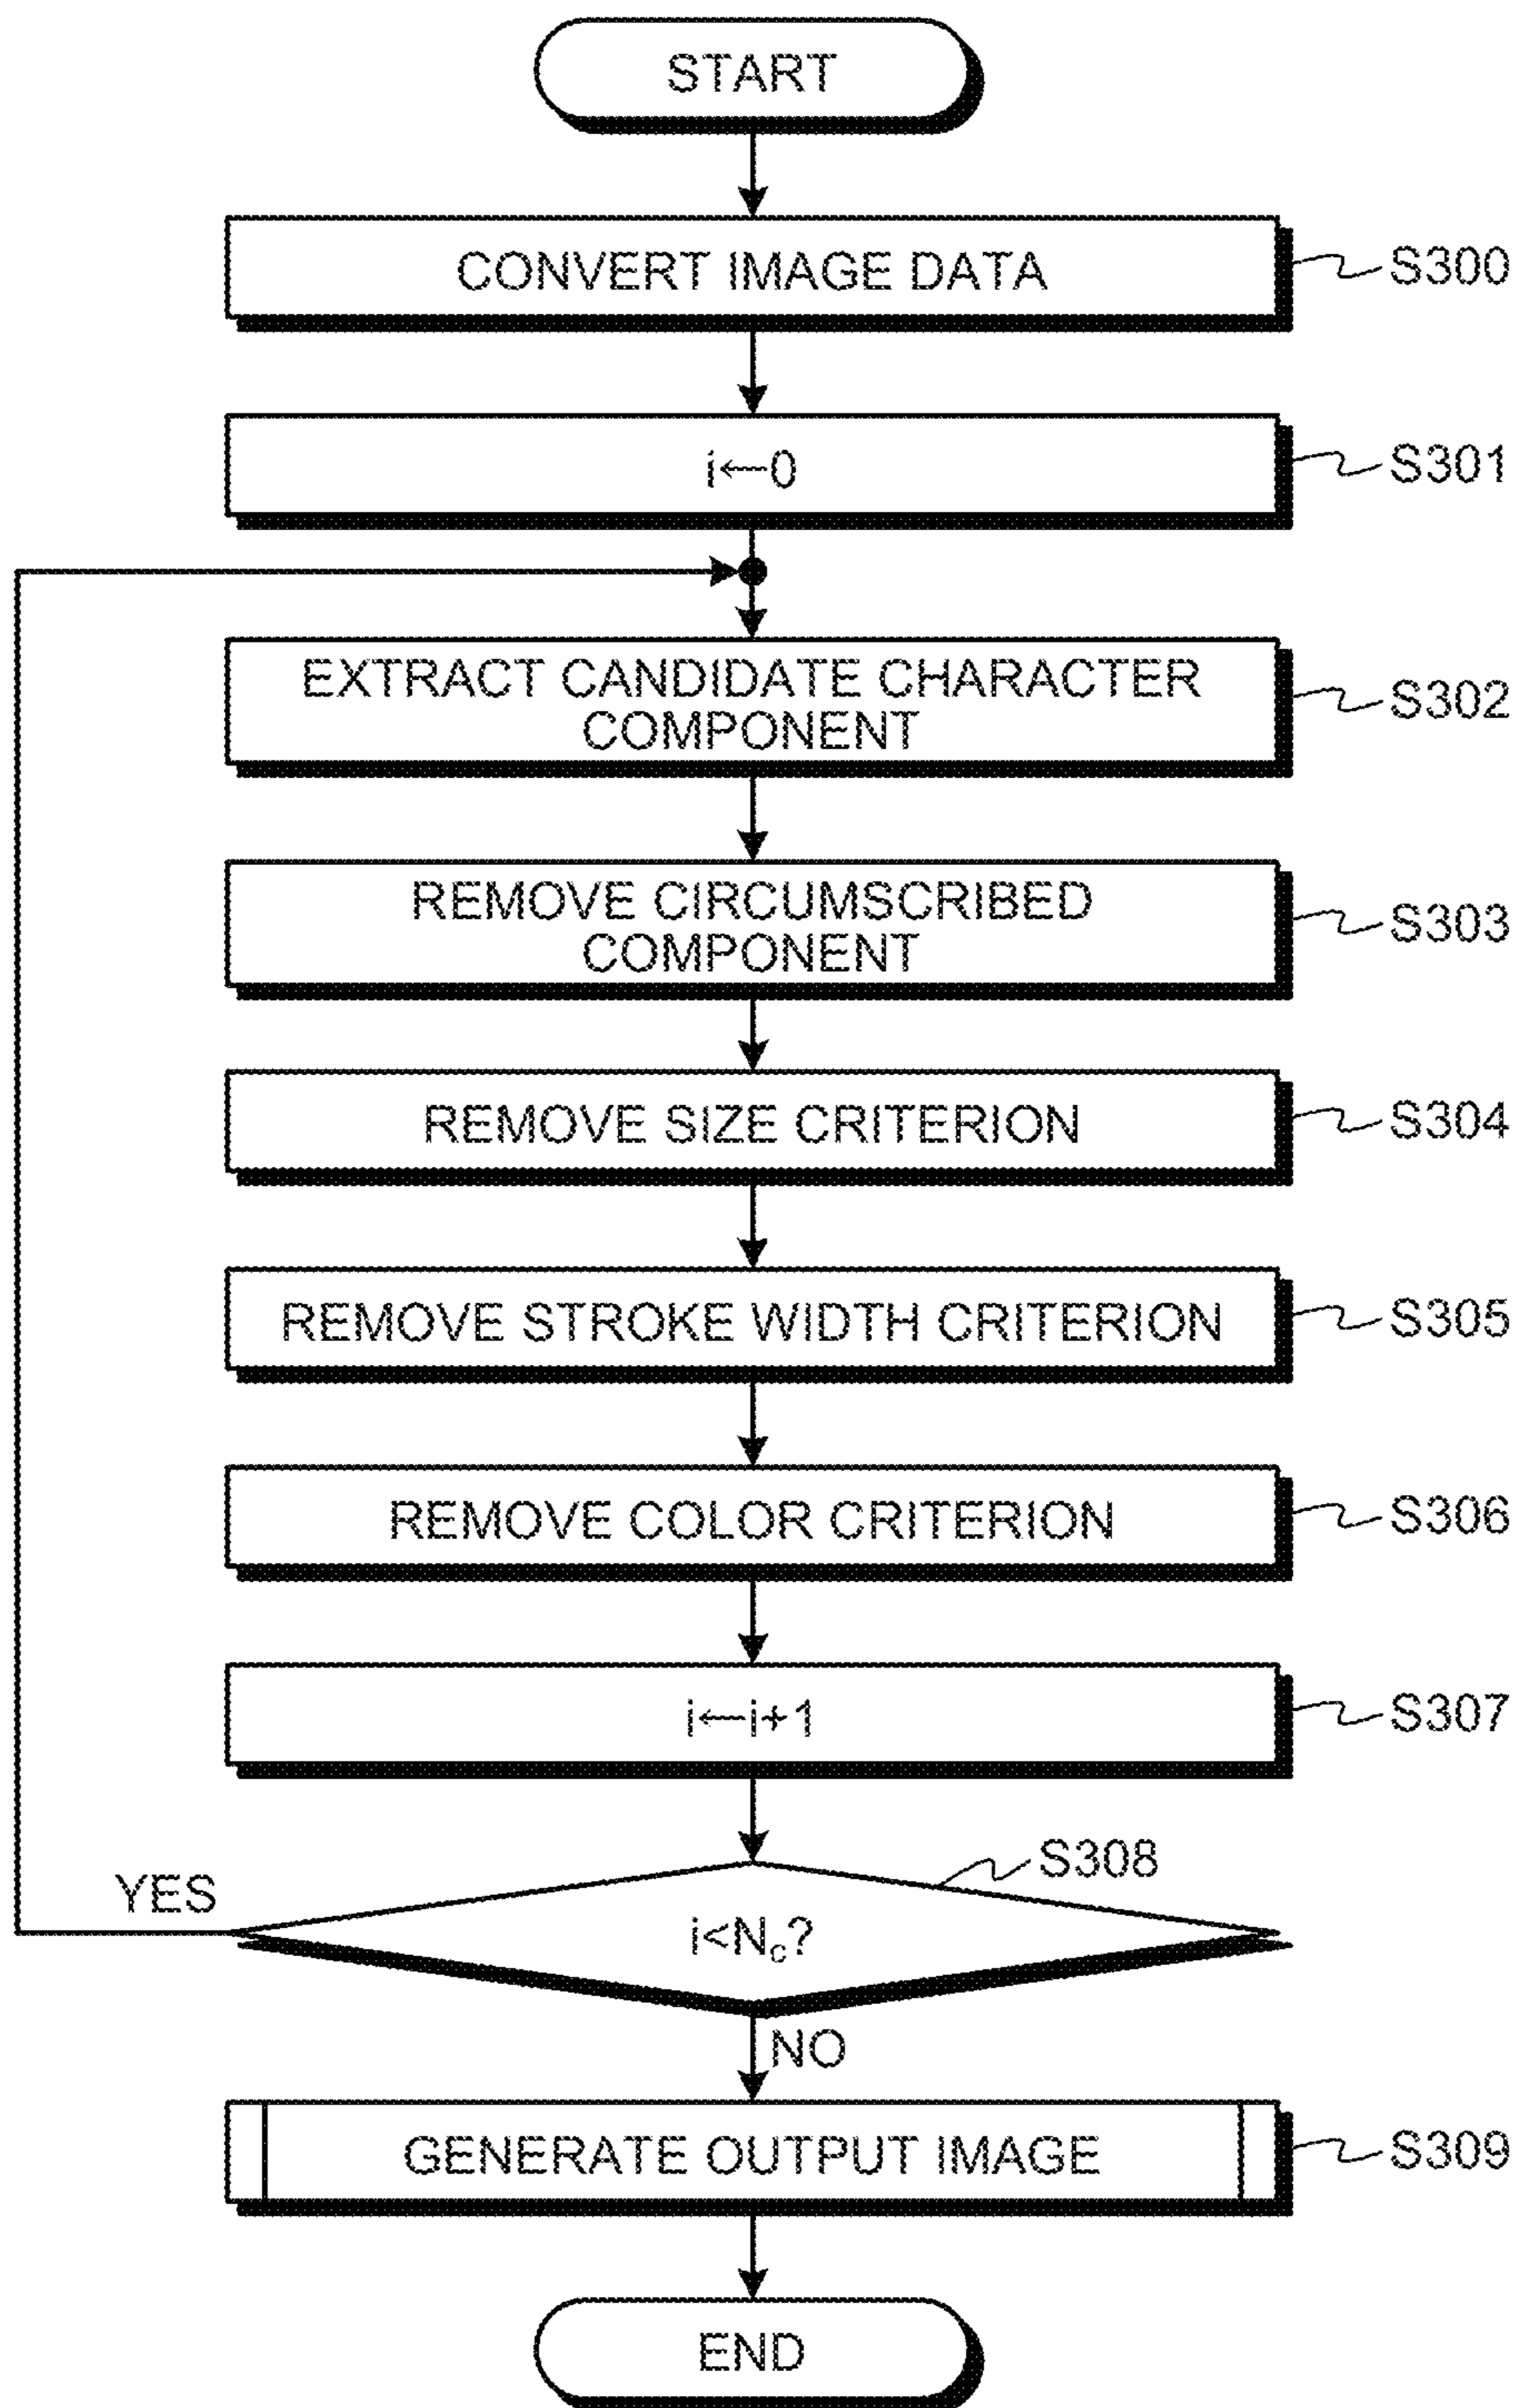 START
CONVERT IMAGE DATA
S300
i←0
S301
EXTRACT CANDIDATE CHARACTER
COMPONENT
S302
REMOVE CIRCUMSCRIBED
COMPONENT
S303
REMOVE SIZE CRITERION
S304
REMOVE STROKE WIDTH CRITERION
S305
REMOVE COLOR CRITERION
S306
i←i+1
S307
S308
YES
i<Nc?
NO
GENERATE OUTPUT IMAGE
S309
END